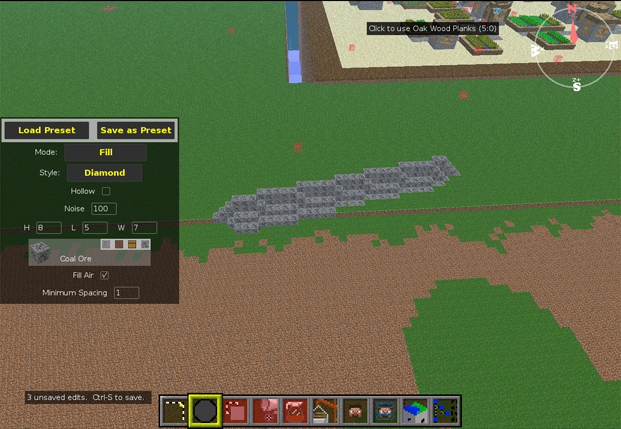 Click to use Oak Wood Planks (5:0)
N
S
Load Preset Save as Preset
Mode: Fill
Style: Diamond
Hollow
Noise 100
H 8 L 5 W 7
Coal Ore
Fill Air
Minimum Spacing 1
3 unsaved edits. Ctrl-S to save.